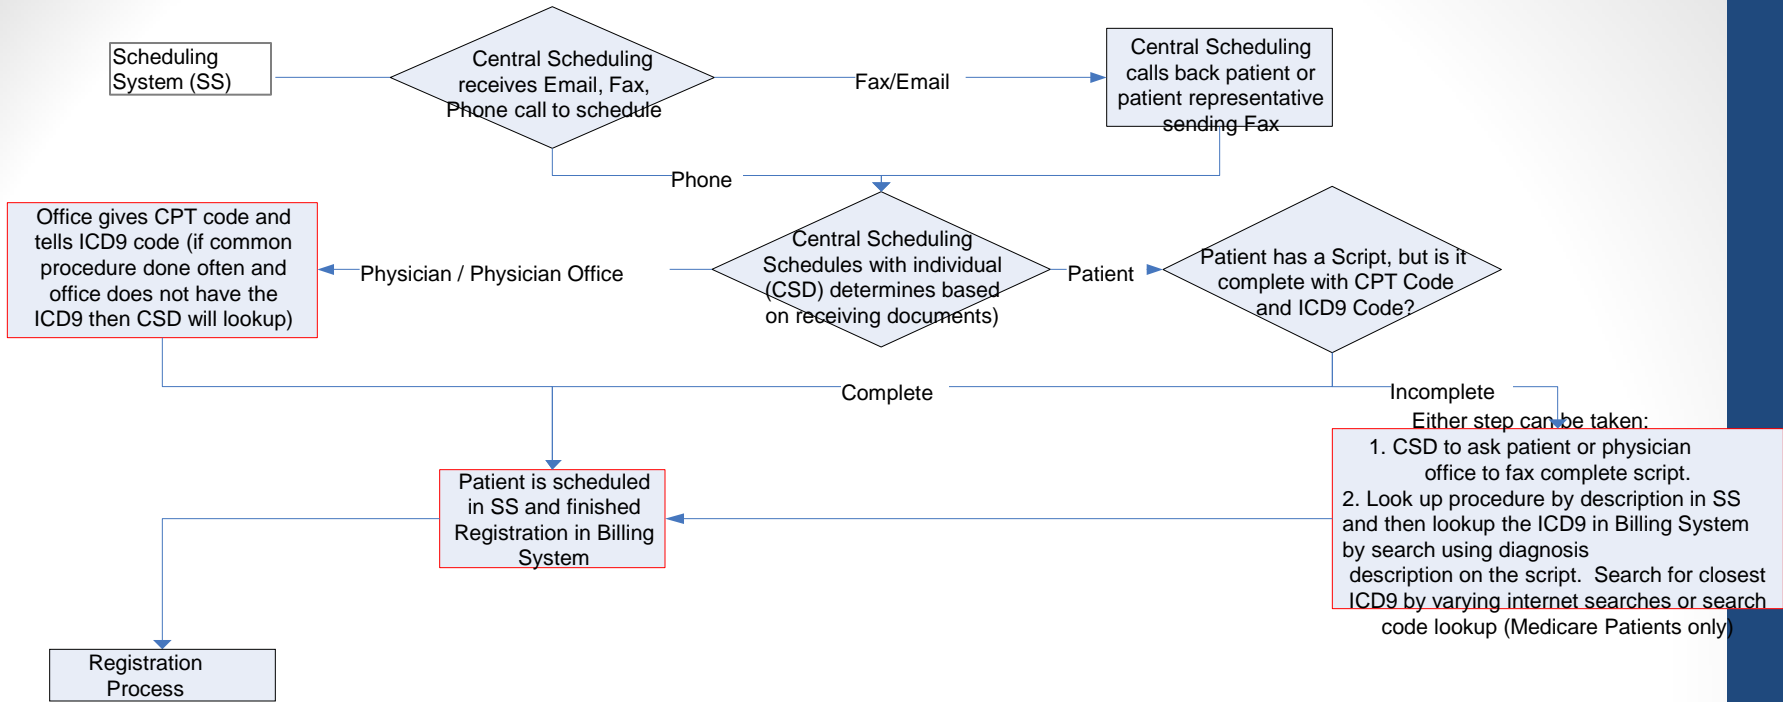 Scheduling
System (SS)
Central Scheduling
receives Email, Fax,
Phone call to schedule
Fax/Email
Central Scheduling
calls back patient or
patient representative
sending Fax
Phone
Office gives CPT code and
tells ICD9 code (if common
procedure done often and
office does not have the
ICD9 then CSD will lookup)
Physician / Physician Office
Central Scheduling
Schedules with individual
(CSD) determines based
on receiving documents)
Patient
Patient has a Script, but is it
complete with CPT Code
and ICD9 Code?
Complete
Incomplete
Either step can be taken:
1. CSD to ask patient or physician
office to fax complete script.
2. Look up procedure by description in SS
and then lookup the ICD9 in Billing System
by search using diagnosis
description on the script.  Search for closest
ICD9 by varying internet searches or search
code lookup (Medicare Patients only)
Patient is scheduled
in SS and finished
Registration in Billing
System
Registration
Process